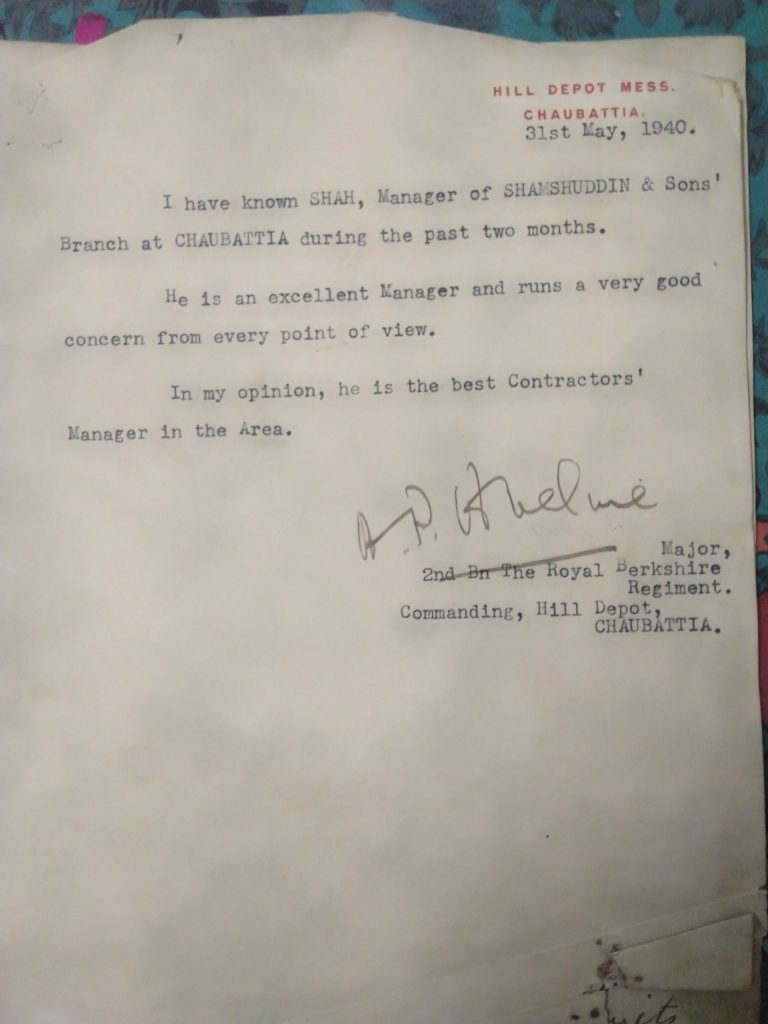 HILL DEPOT MESS.
CHAUBATTIA.
31st May, 1940.
I have known SHAH, Manager of SHAMSHUDDIN & Sons'
Branch at CHAUBATTIA during the past two months.
He is an excellent Manager and runs a very good
concern from every point of view.
In my opinion, he is the best Contractors'
Manager in the Area.
Major,
2nd Bn The Royal Berkshire
Regiment.
Commanding, Hill Depot,
CHAUBATTIA.